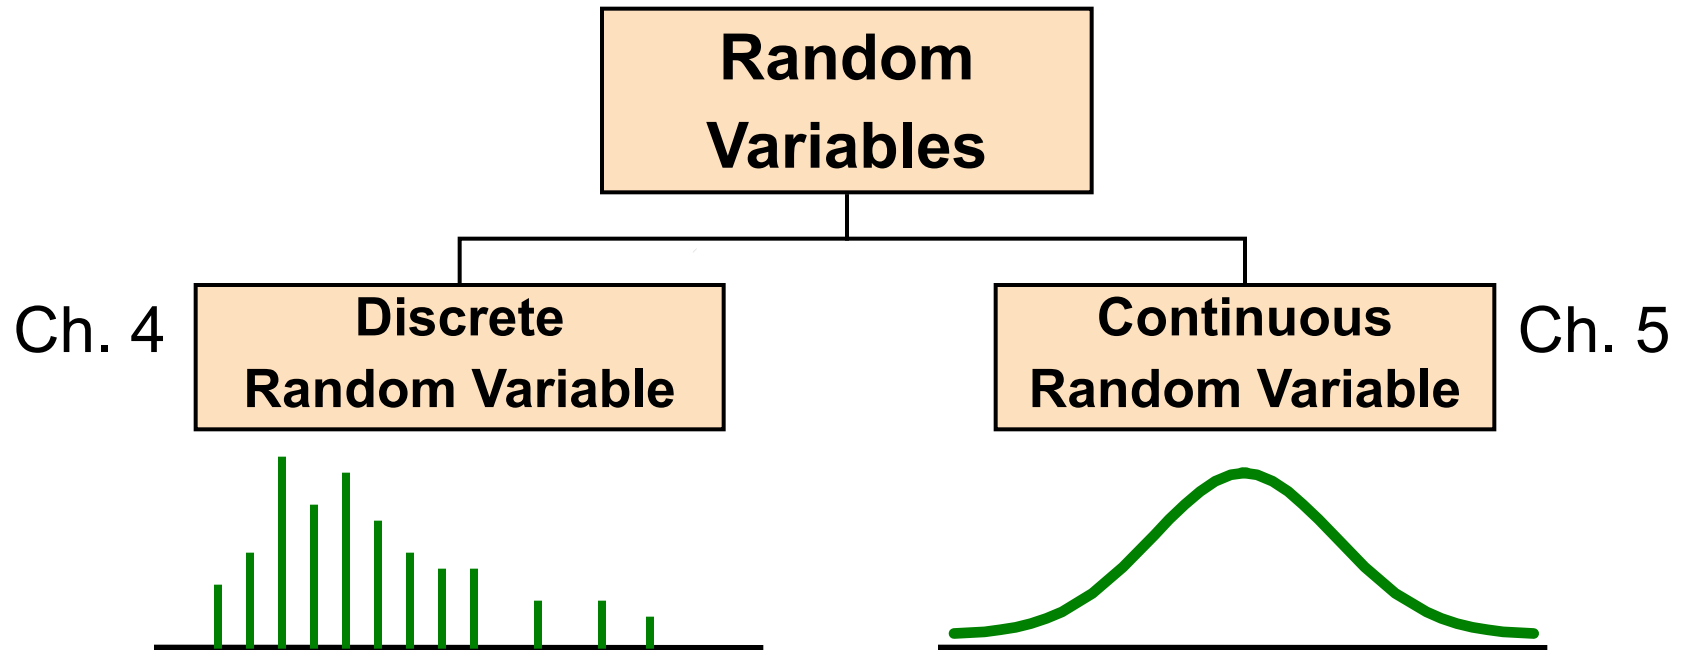 Random
Variables
Ch. 4
Discrete
Random Variable
Continuous
Random Variable
Ch. 5